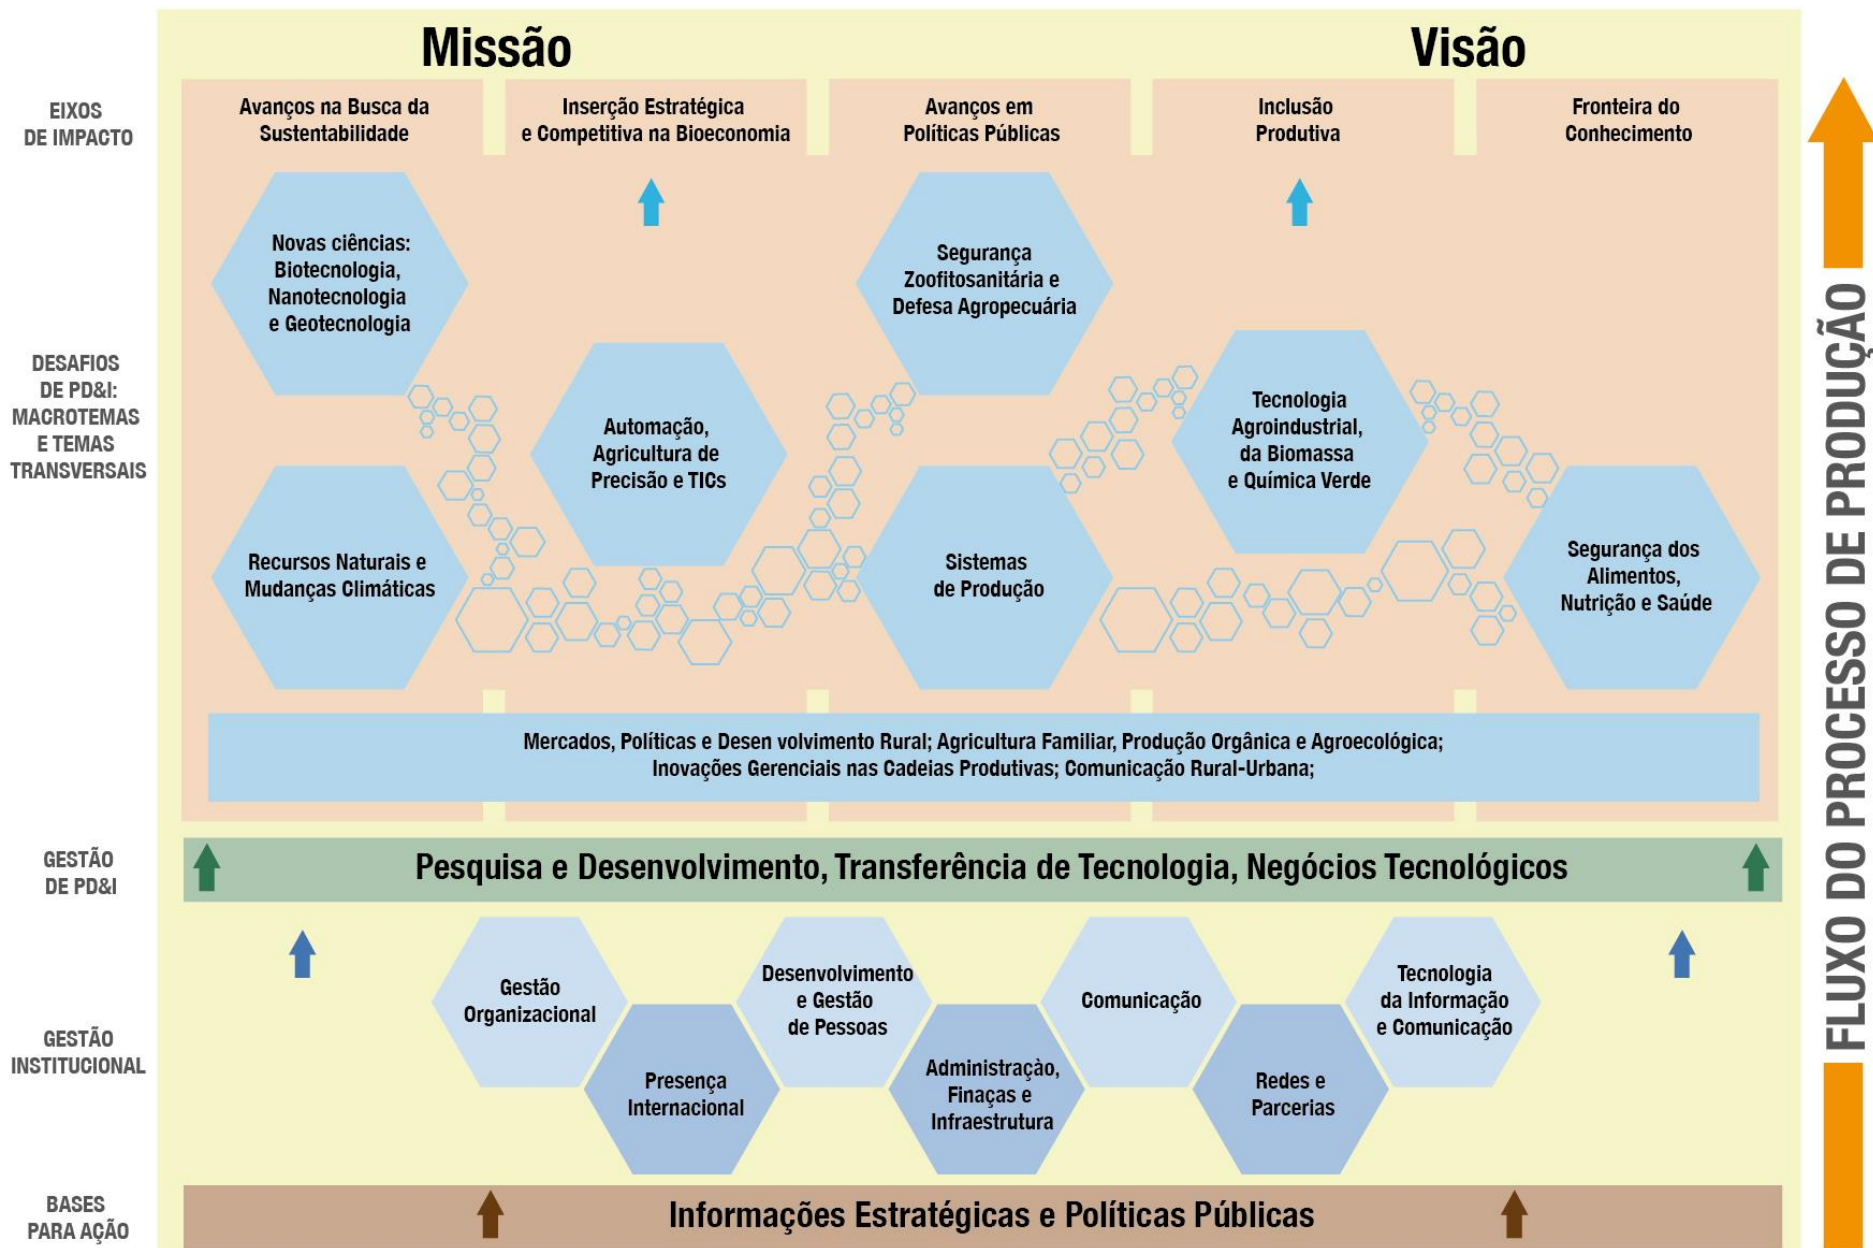 Missão
Visão
EIXOS
DE IMPACTO
Avanços na Busca da
Sustentabilidade
Inserção Estratégica
e Competitiva na Bioeconomia
Avanços em
Políticas Públicas
Inclusão
Produtiva
Fronteira do
Conhecimento
DESAFIOS
DE PD&I:
MACROTEMAS
E TEMAS
TRANSVERSAIS
Novas ciências:
Biotecnologia,
Nanotecnologia
e Geotecnologia
Segurança
Zoofitosanitária e
Defesa Agropecuária
Automação,
Agricultura de
Precisão e TICs
Tecnologia
Agroindustrial,
da Biomassa
e Química Verde
Recursos Naturais e
Mudanças Climáticas
Sistemas
de Produção
Segurança dos
Alimentos,
Nutrição e Saúde
Mercados, Políticas e Desen volvimento Rural; Agricultura Familiar, Produção Orgânica e Agroecológica;
Inovações Gerenciais nas Cadeias Produtivas; Comunicação Rural-Urbana;
GESTÃO
DE PD&I
Pesquisa e Desenvolvimento, Transferência de Tecnologia, Negócios Tecnológicos
GESTÃO
INSTITUCIONAL
Gestão
Organizacional
Presença
Internacional
Desenvolvimento
e Gestão
de Pessoas
Administraçào,
Finaças e
Infraestrutura
Comunicação
Redes e
Parcerias
Tecnologia
da Informação
e Comunicação
BASES
PARA AÇÃO
Informações Estratégicas e Políticas Públicas
FLUXO DO PROCESSO DE PRODUÇÃO